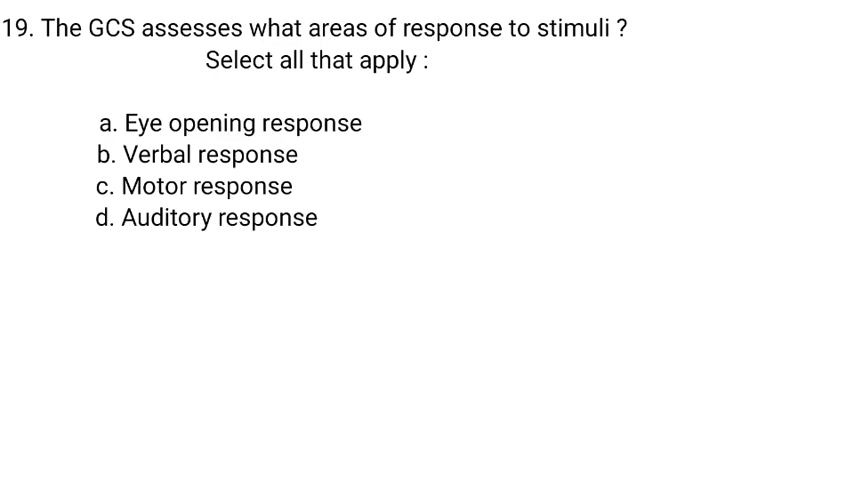 19. The GCS assesses what areas of response to stimuli ?
Select all that apply :
a. Eye opening response
b. Verbal response
c. Motor response
d. Auditory response